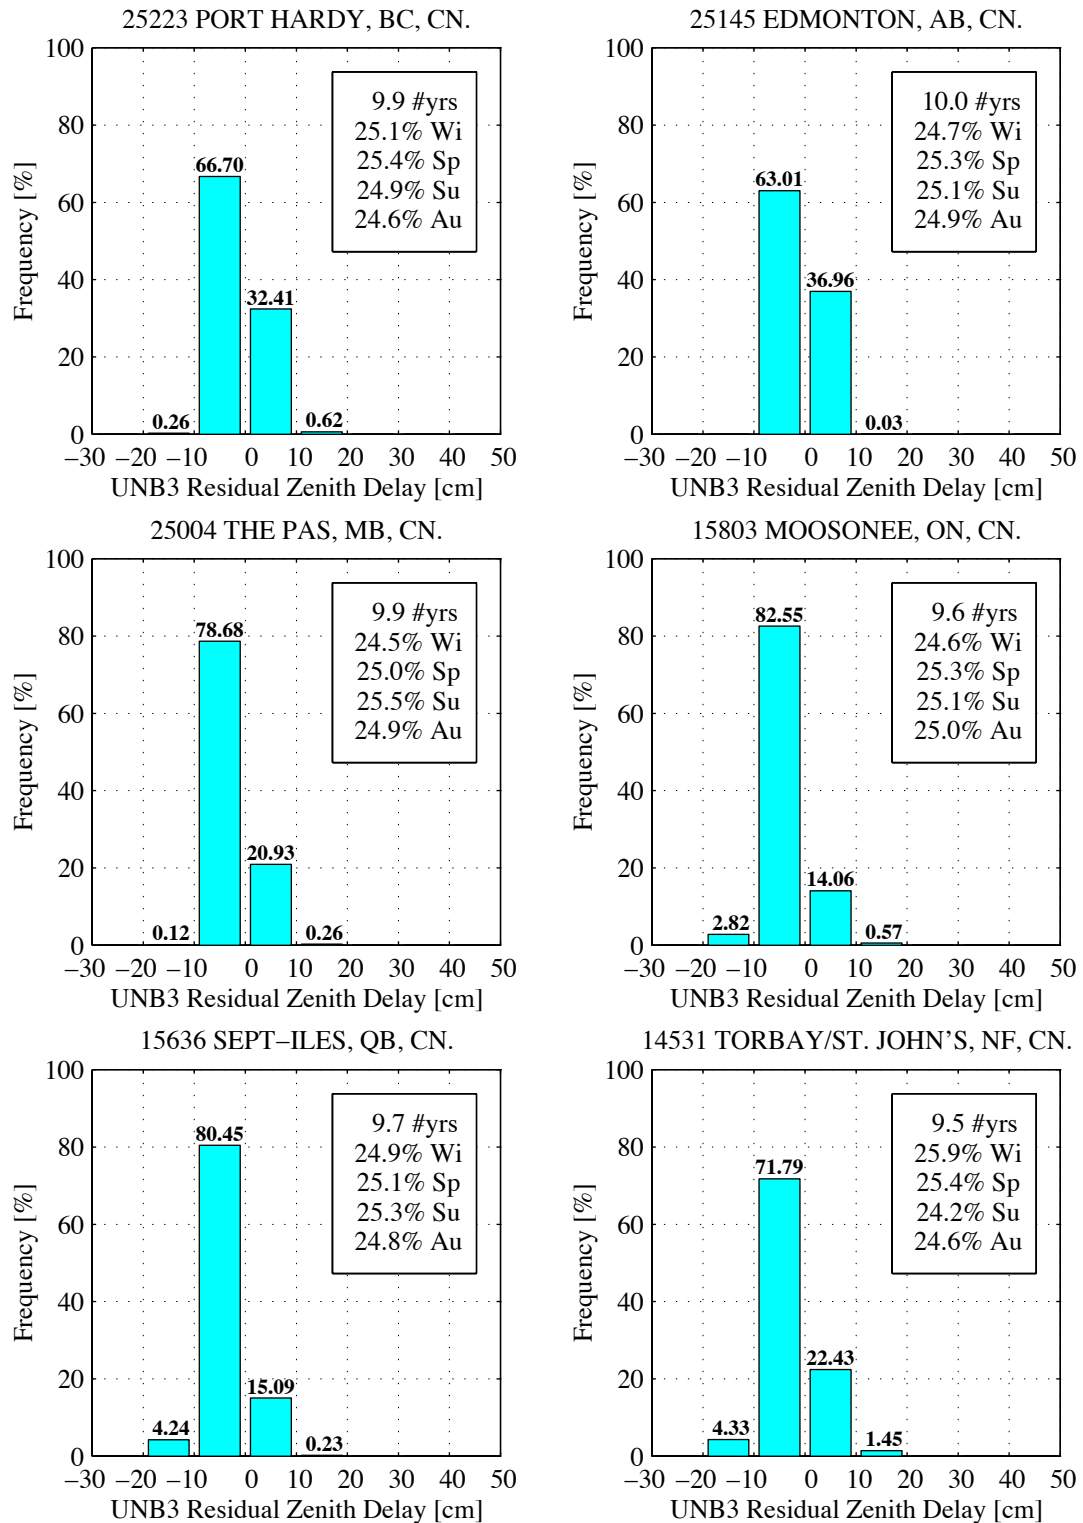 25223 PORT HARDY, BC, CN.
100
80
60
40
20
0
Frequency [%]
9.9 #yrs
25.1% Wi
25.4% Sp
24.9% Su
24.6% Au
66.70
32.41
0.26
0.62
−30 −20 −10 0 10 20 30 40 50
UNB3 Residual Zenith Delay [cm]
25145 EDMONTON, AB, CN.
100
80
60
40
20
0
Frequency [%]
10.0 #yrs
24.7% Wi
25.3% Sp
25.1% Su
24.9% Au
63.01
36.96
0.03
−30 −20 −10 0 10 20 30 40 50
UNB3 Residual Zenith Delay [cm]
25004 THE PAS, MB, CN.
100
80
60
40
20
0
Frequency [%]
9.9 #yrs
24.5% Wi
25.0% Sp
25.5% Su
24.9% Au
78.68
20.93
0.12
0.26
−30 −20 −10 0 10 20 30 40 50
UNB3 Residual Zenith Delay [cm]
15803 MOOSONEE, ON, CN.
100
80
60
40
20
0
Frequency [%]
9.6 #yrs
24.6% Wi
25.3% Sp
25.1% Su
25.0% Au
82.55
14.06
2.82
0.57
−30 −20 −10 0 10 20 30 40 50
UNB3 Residual Zenith Delay [cm]
15636 SEPT−ILES, QB, CN.
100
80
60
40
20
0
Frequency [%]
9.7 #yrs
24.9% Wi
25.1% Sp
25.3% Su
24.8% Au
80.45
15.09
4.24
0.23
−30 −20 −10 0 10 20 30 40 50
UNB3 Residual Zenith Delay [cm]
14531 TORBAY/ST. JOHN'S, NF, CN.
100
80
60
40
20
0
Frequency [%]
9.5 #yrs
25.9% Wi
25.4% Sp
24.2% Su
24.6% Au
71.79
22.43
4.33
1.45
−30 −20 −10 0 10 20 30 40 50
UNB3 Residual Zenith Delay [cm]